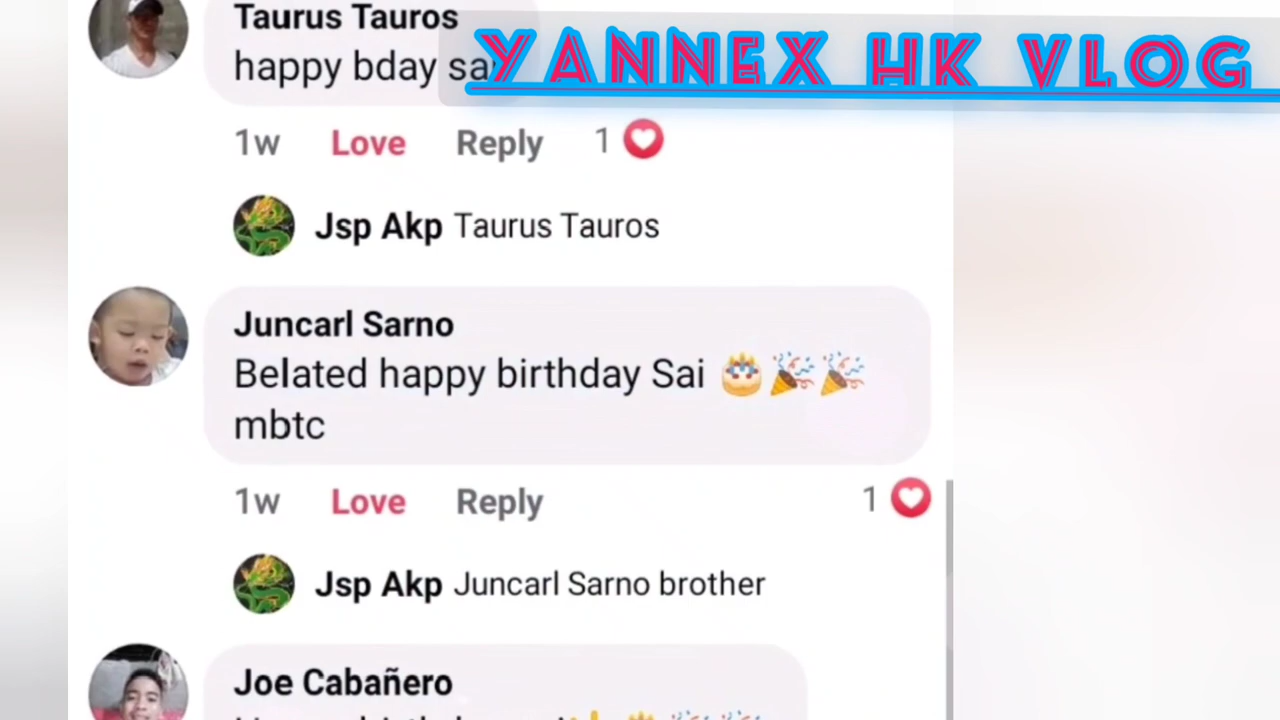 Taurus Tauros
YANNEX HK VLOG
happy bday
1w Love Reply 1
Jsp Akp Taurus Tauros
Juncarl Sarno
Belated happy birthday Sai 🎂🎉🎉
mbtc
1w Love Reply 1
Jsp Akp Juncarl Sarno brother
Joe Cabañero